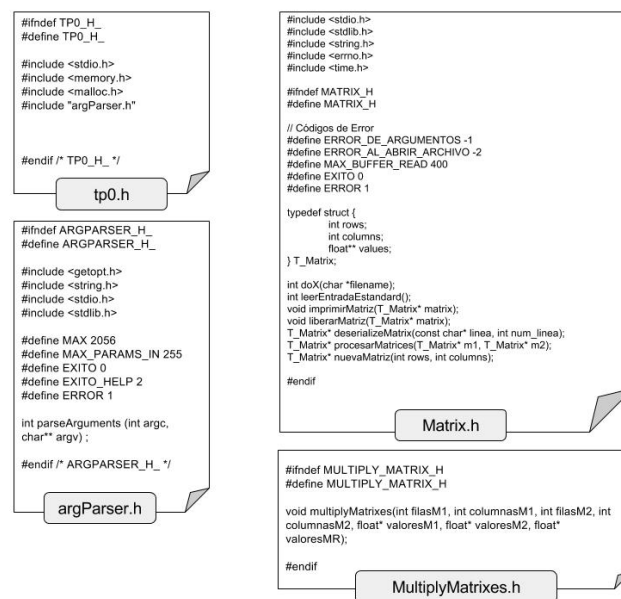 #ifndef TP0_H_
#define TP0_H_
#include <stdio.h>
#include <memory.h>
#include <malloc.h>
#include "argParser.h"
#endif /* TP0_H_ */
tp0.h
#ifndef ARGPARSER_H_
#define ARGPARSER_H_
#include <getopt.h>
#include <string.h>
#include <stdio.h>
#include <stdlib.h>
#define MAX 2056
#define MAX_PARAMS_IN 255
#define EXITO 0
#define EXITO_HELP 2
#define ERROR 1
int parseArguments (int argc,
char** argv) ;
#endif /* ARGPARSER_H_ */
argParser.h
#include <stdio.h>
#include <stdlib.h>
#include <string.h>
#include <errno.h>
#include <time.h>
#ifndef MATRIX_H
#define MATRIX_H
// Códigos de Error
#define ERROR_DE_ARGUMENTOS -1
#define ERROR_AL_ABRIR_ARCHIVO -2
#define MAX_BUFFER_READ 400
#define EXITO 0
#define ERROR 1
typedef struct {
int rows;
int columns;
float** values;
} T_Matrix;
int doX(char *filename);
int leerEntradaEstandard();
void imprimirMatriz(T_Matrix* matrix);
void liberarMatriz(T_Matrix* matrix);
T_Matrix* deserializeMatrix(const char* linea, int num_linea);
T_Matrix* procesarMatrices(T_Matrix* m1, T_Matrix* m2);
T_Matrix* nuevaMatriz(int rows, int columns);
#endif
Matrix.h
#ifndef MULTIPLY_MATRIX_H
#define MULTIPLY_MATRIX_H
void multiplyMatrixes(int filasM1, int columnasM1, int filasM2, int
columnasM2, float* valoresM1, float* valoresM2, float*
valoresMR);
#endif
MultiplyMatrixes.h